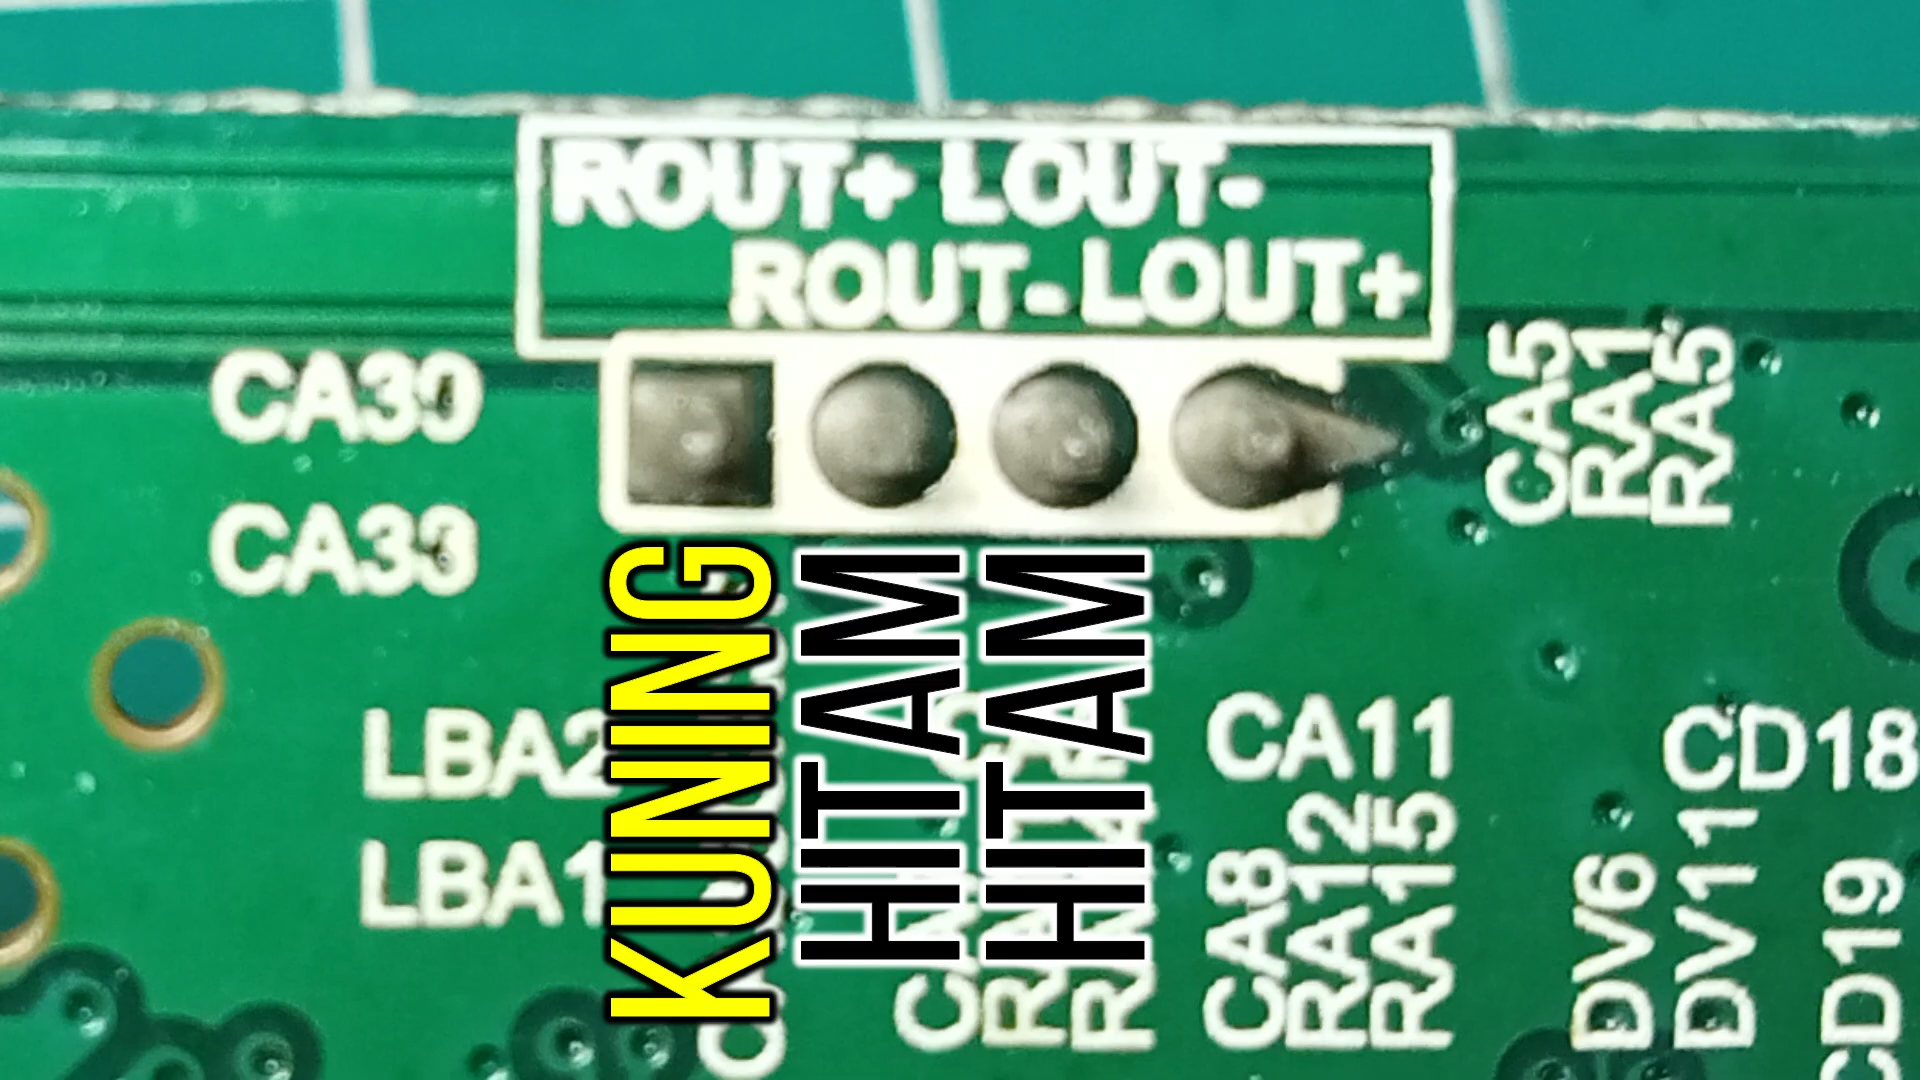 ROUT+ LOUT-
ROUT- LOUT+
CA39
CA33
CA5
RA1
RA5
KUNING
HITAM
HITAM
LBA2
LBA1
CA11
CA8
RA12
RA15
CD18
DV6
DV11
CD19